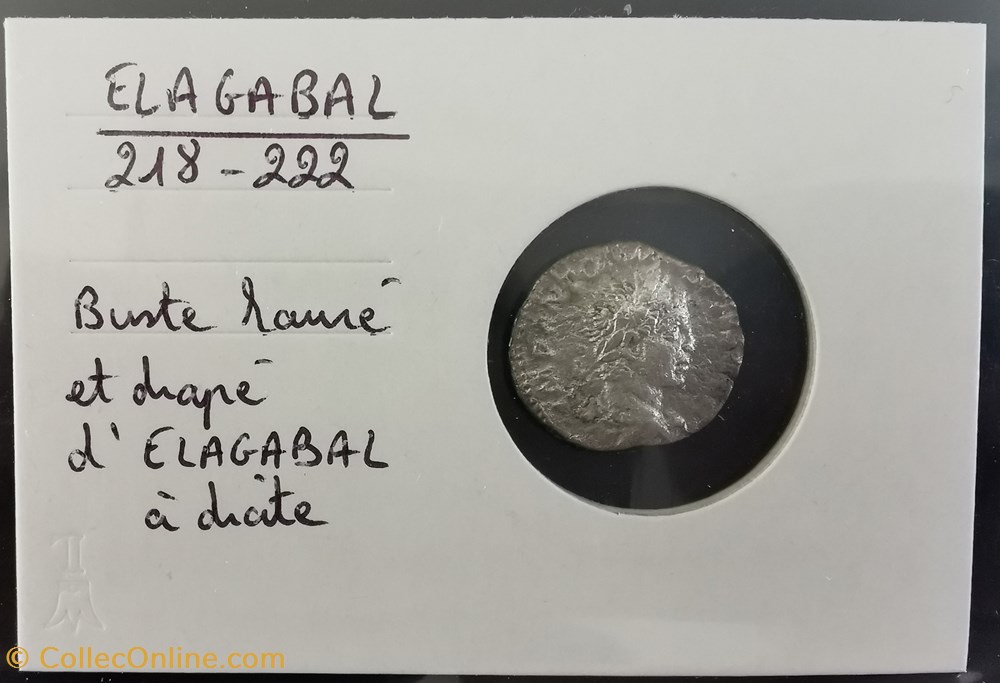 ELAGABAL
218-222
Buste lauré
et drapé
d'ELAGABAL
à droite
© CollecOnline.com